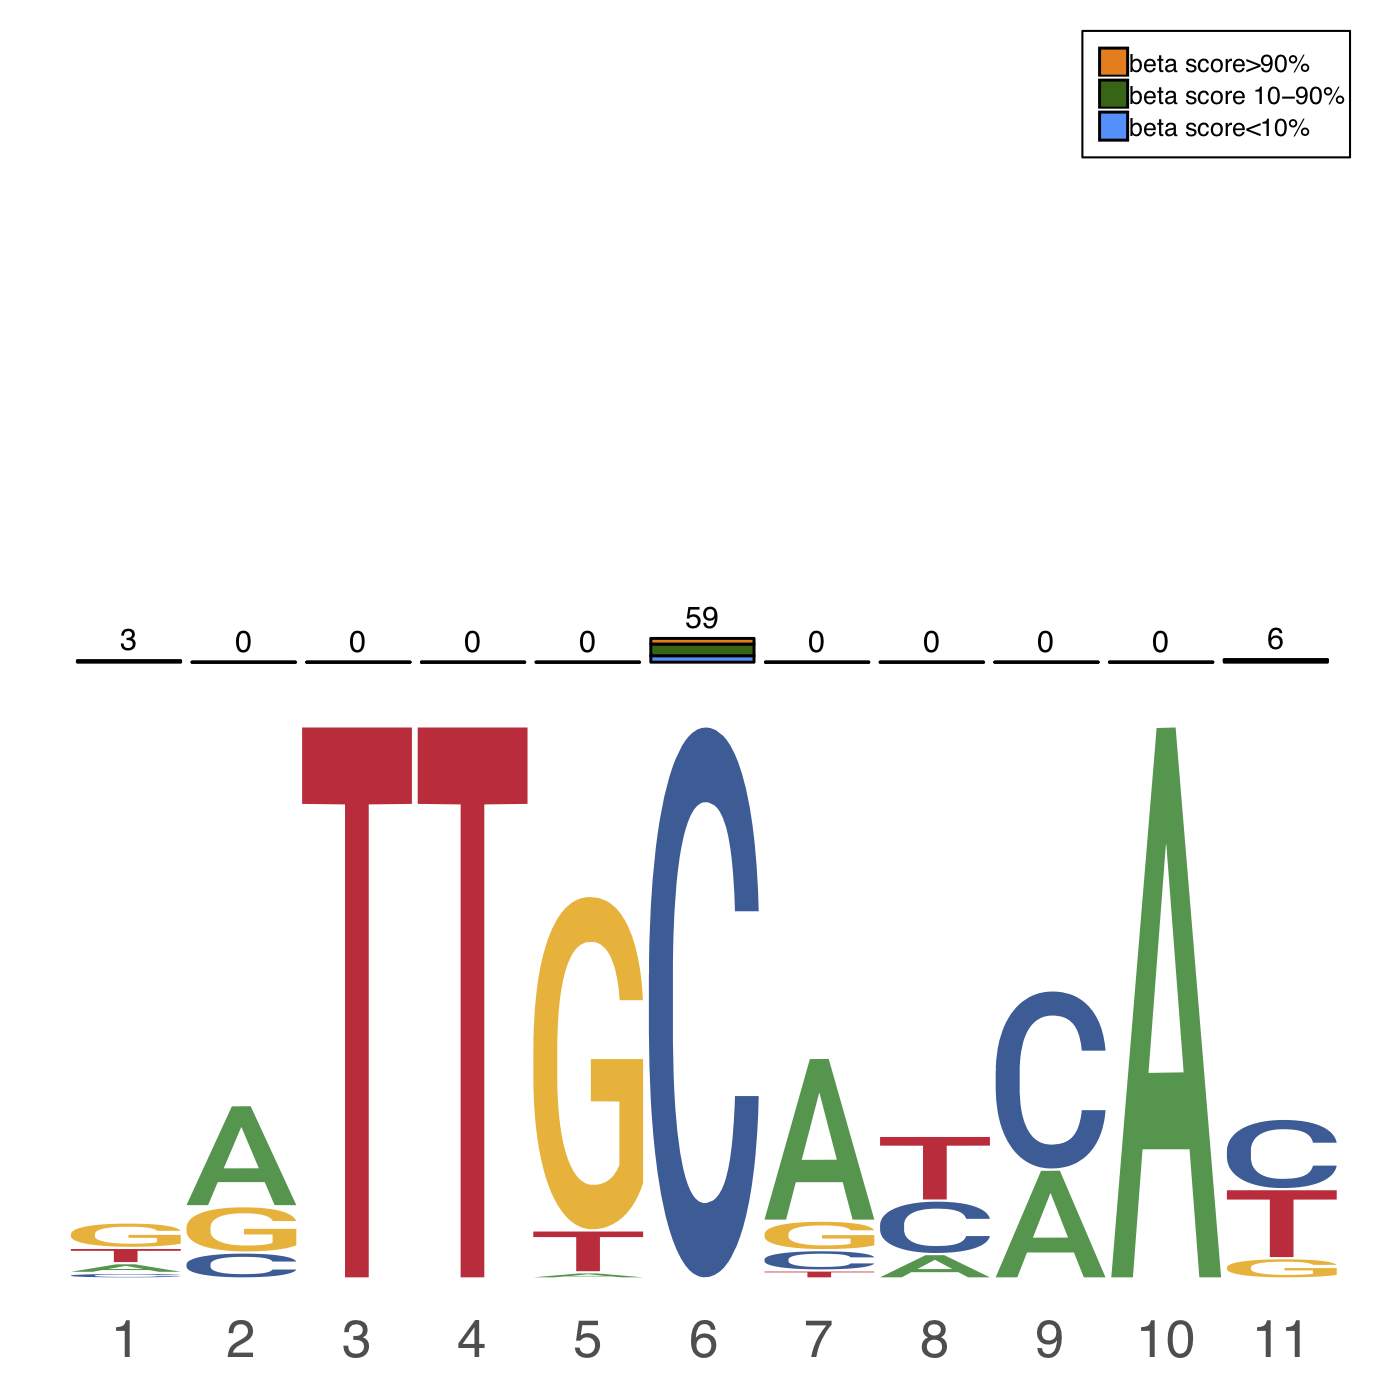 beta score>90%
beta score 10–90%
beta score<10%
3 0 0 0 0 59 0 0 0 0 6
G A T T G C A T C A C
T G T G C A T
A C A C A G
C T
1 2 3 4 5 6 7 8 9 10 11